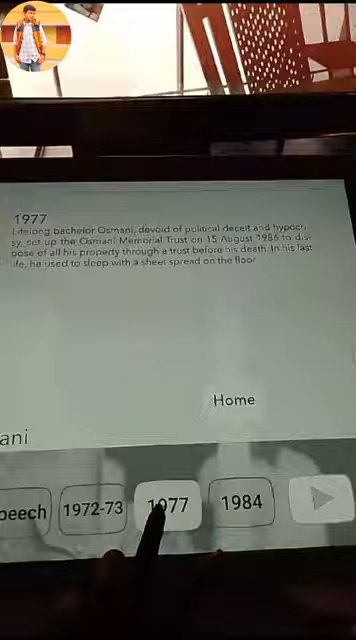 1977
Lifelong bachelor Osmani, devoid of political deceit and hypocri
sy, set up the Osmani Memorial Trust on 15 August 1986 to dis-
pose of all his property through a trust before his death. In his last
life, he used to sleep with a sheet spread on the floor
Home
ani
peech
1972-73
1977
1984